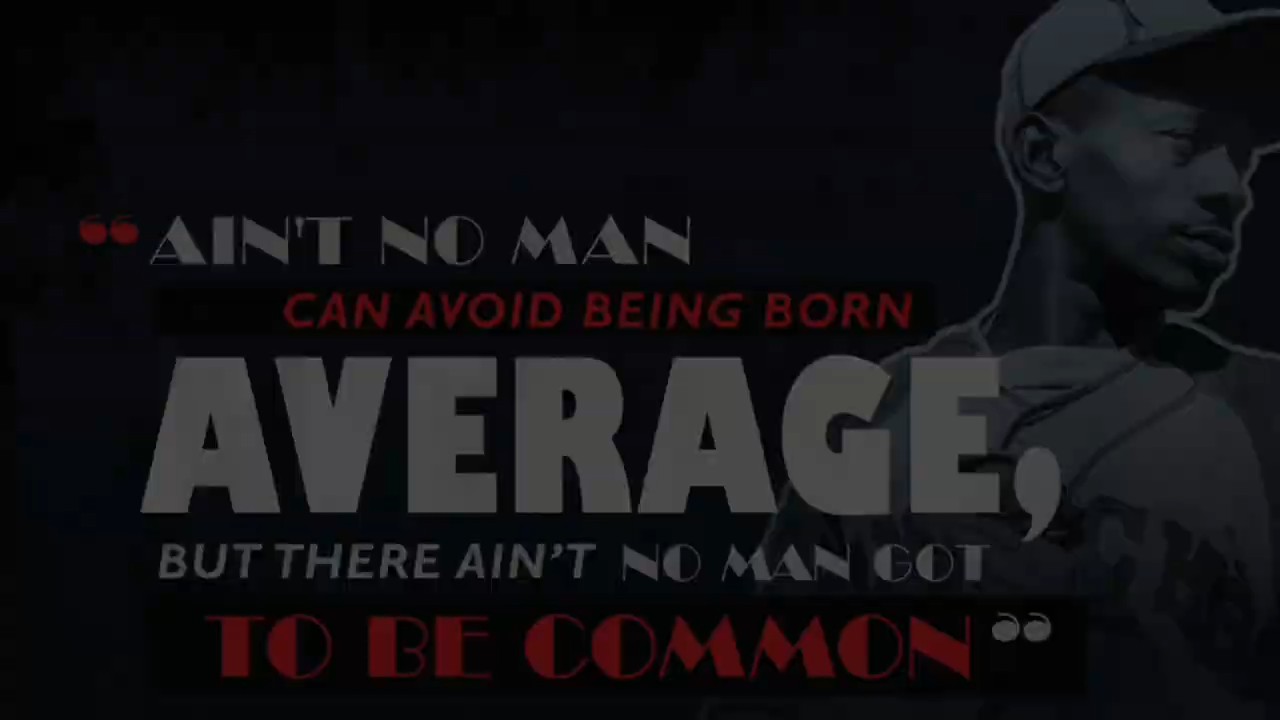 “AIN'T NO MAN
CAN AVOID BEING BORN
AVERAGE,
BUT THERE AIN’T NO MAN GOT
TO BE COMMON”